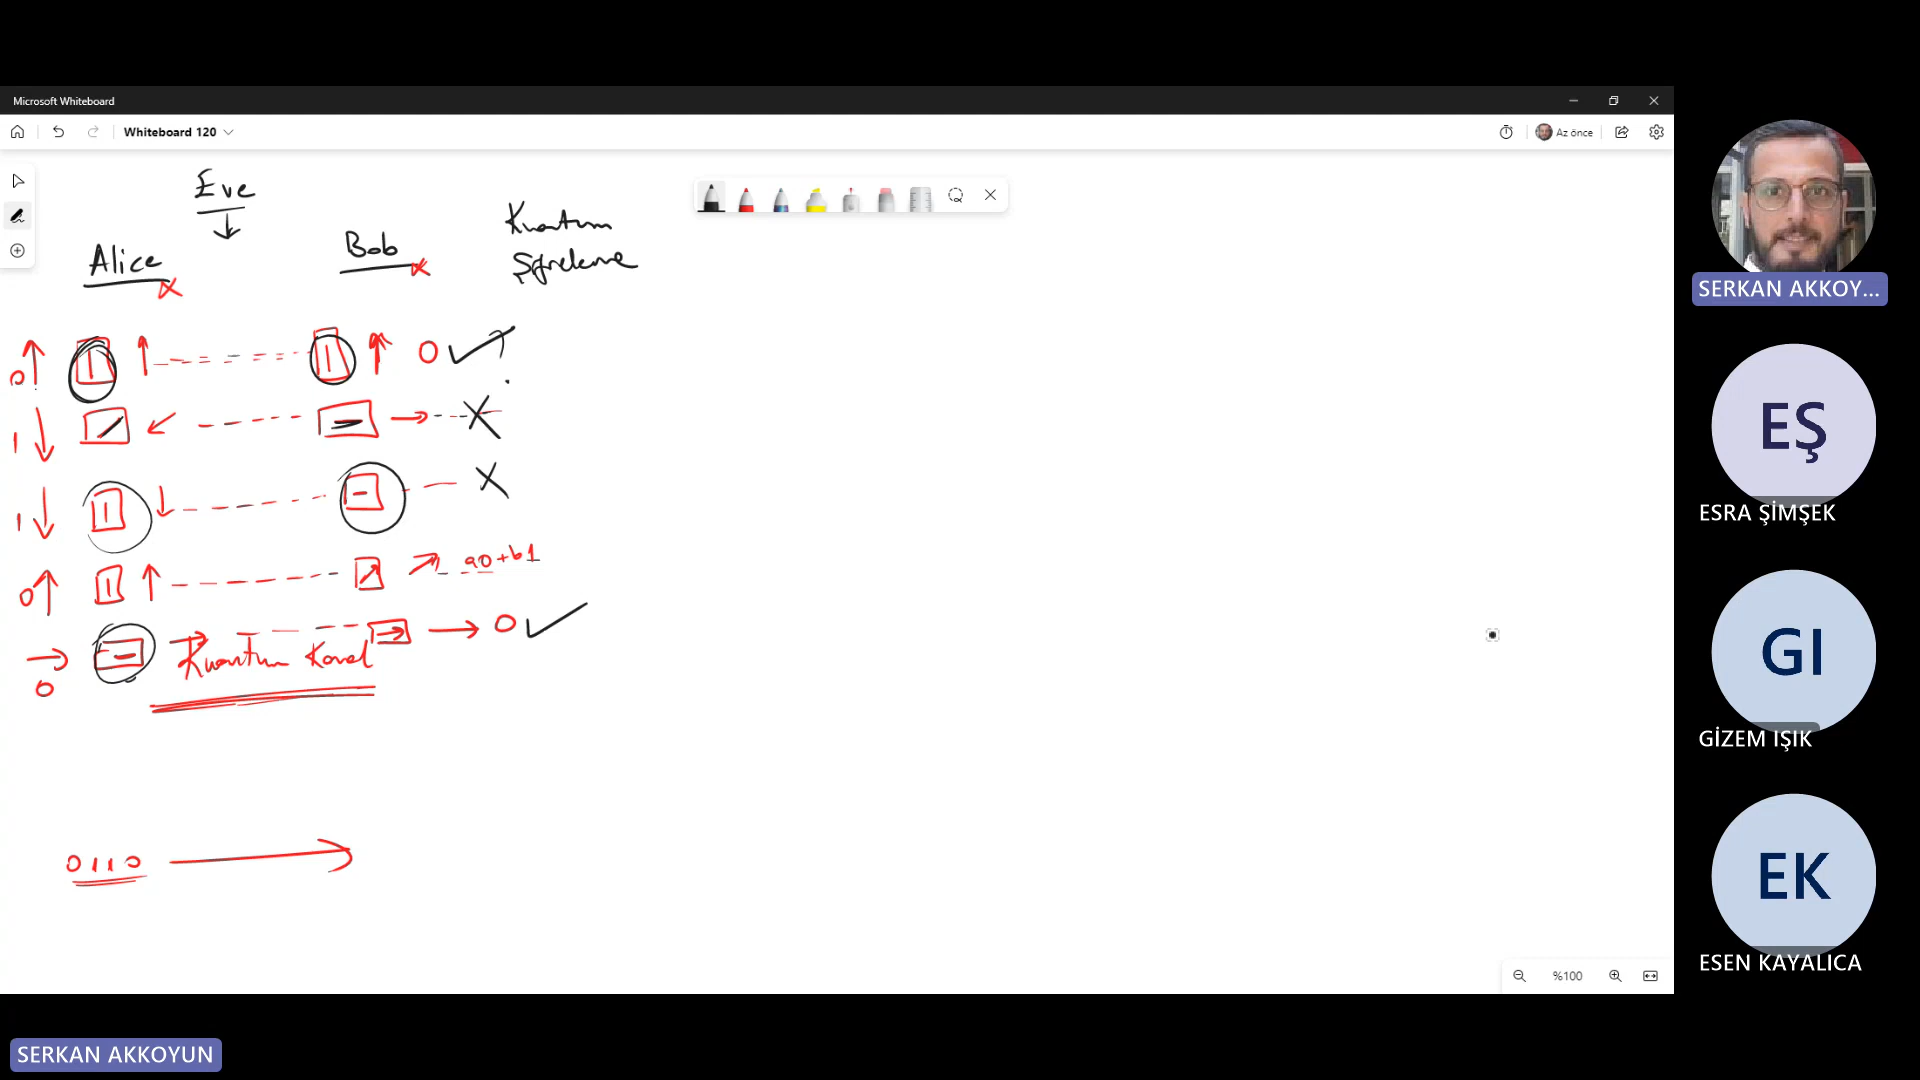 Microsoft Whiteboard
Whiteboard 120
Az önce
Eve
Alice
Bob
Kuantum
Şifreleme
0
0
1
1
0
a0+b1
0
0
Kuantum Kanal
0110
%100
SERKAN AKKOY...
EŞ
ESRA ŞİMŞEK
GI
GİZEM IŞIK
EK
ESEN KAYALICA
SERKAN AKKOYUN